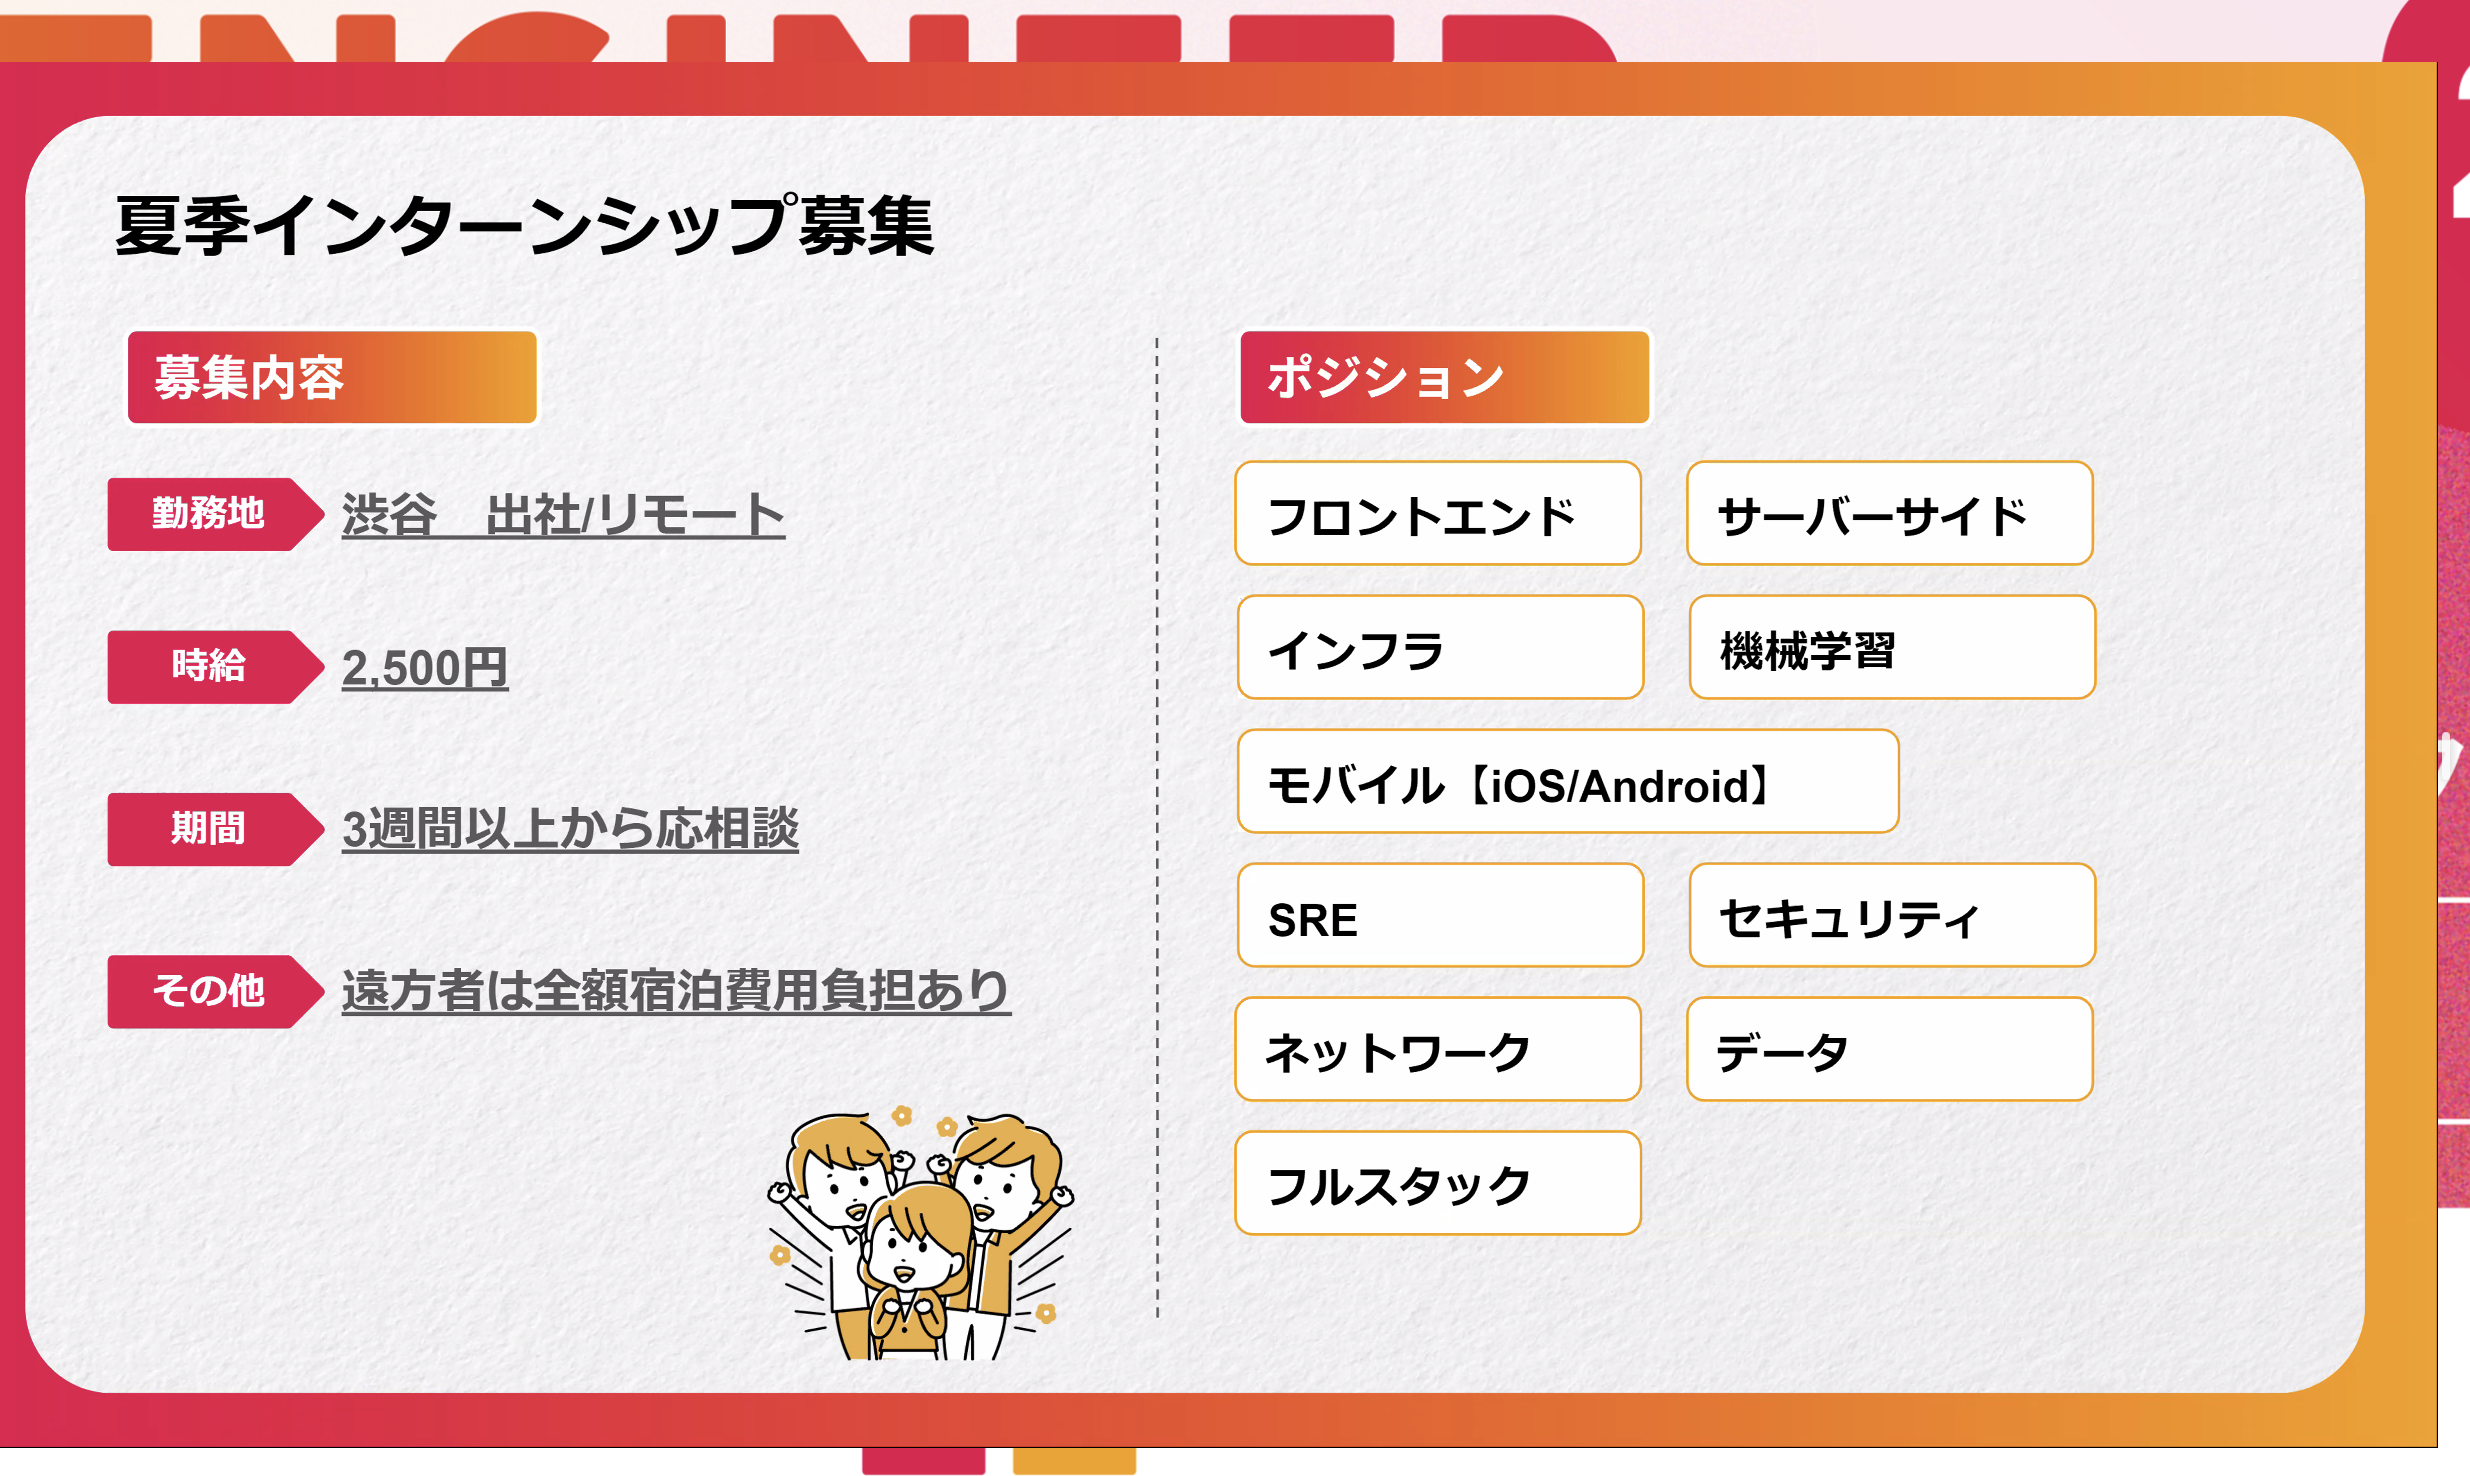 ENGINEER
夏季インターンシップ募集
募集内容
勤務地
渋谷　出社/リモート
時給
2,500円
期間
3週間以上から応相談
その他
遠方者は全額宿泊費用負担あり
ポジション
フロントエンド
サーバーサイド
インフラ
機械学習
モバイル【iOS/Android】
SRE
セキュリティ
ネットワーク
データ
フルスタック